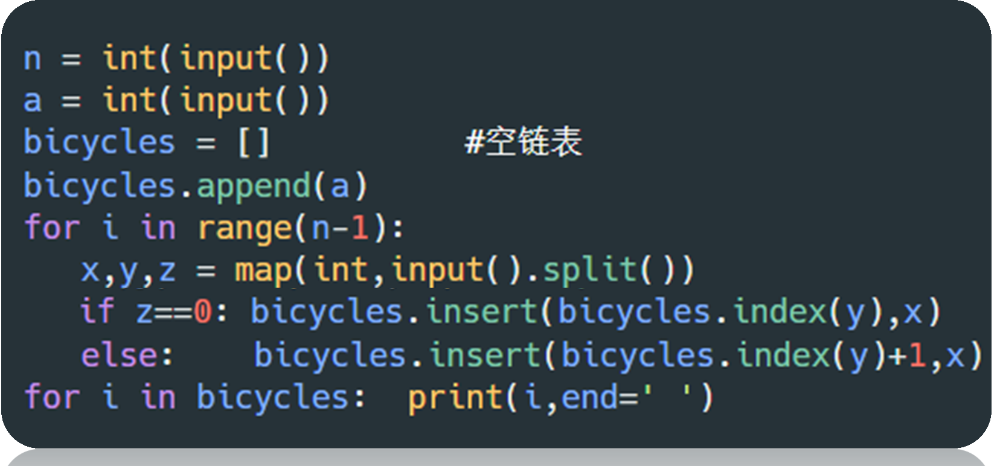 n = int(input())
a = int(input())
bicycles = []          #空链表
bicycles.append(a)
for i in range(n-1):
   x,y,z = map(int,input().split())
   if z==0: bicycles.insert(bicycles.index(y),x)
   else:    bicycles.insert(bicycles.index(y)+1,x)
for i in bicycles:  print(i,end=' ')